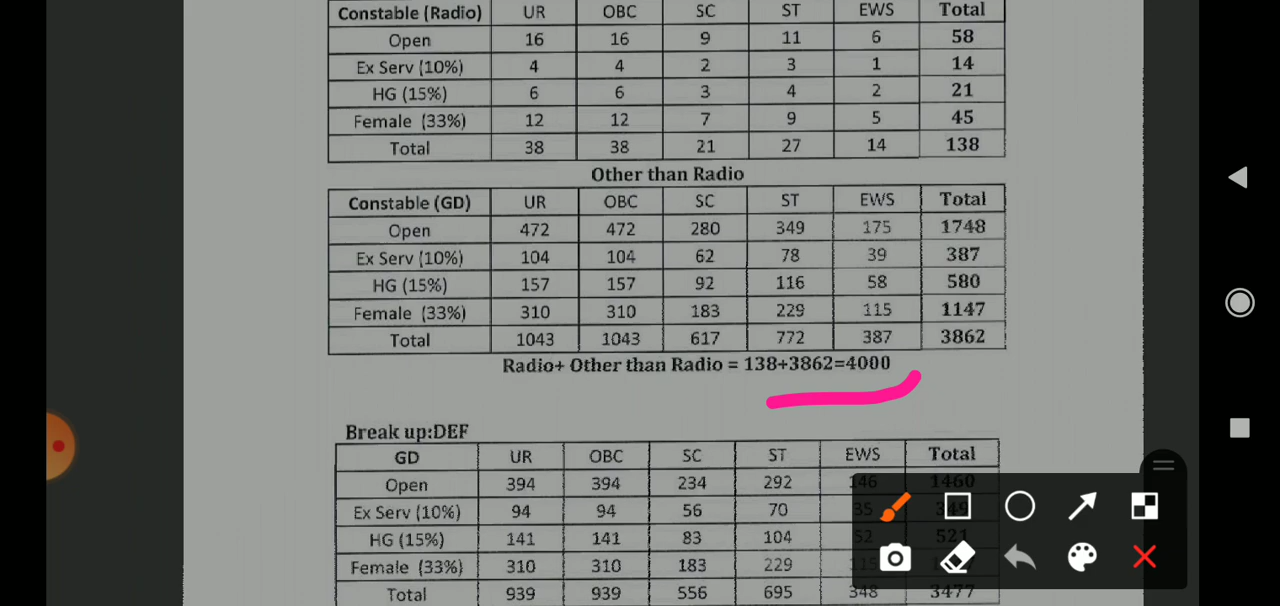 Constable (Radio) UR OBC SC ST EWS Total
Open 16 16 9 11 6 58
Ex Serv (10%) 4 4 2 3 1 14
HG (15%) 6 6 3 4 2 21
Female (33%) 12 12 7 9 5 45
Total 38 38 21 27 14 138
Other than Radio
Constable (GD) UR OBC SC ST EWS Total
Open 472 472 280 349 175 1748
Ex Serv (10%) 104 104 62 78 39 387
HG (15%) 157 157 92 116 58 580
Female (33%) 310 310 183 229 115 1147
Total 1043 1043 617 772 387 3862
Radio+ Other than Radio = 138+3862=4000
Break up:DEF
GD UR OBC SC ST EWS Total
Open 394 394 234 292 146 1460
Ex Serv (10%) 94 94 56 70 35 349
HG (15%) 141 141 83 104 52 521
Female (33%) 310 310 183 229
Total 939 939 556 695 348 3477